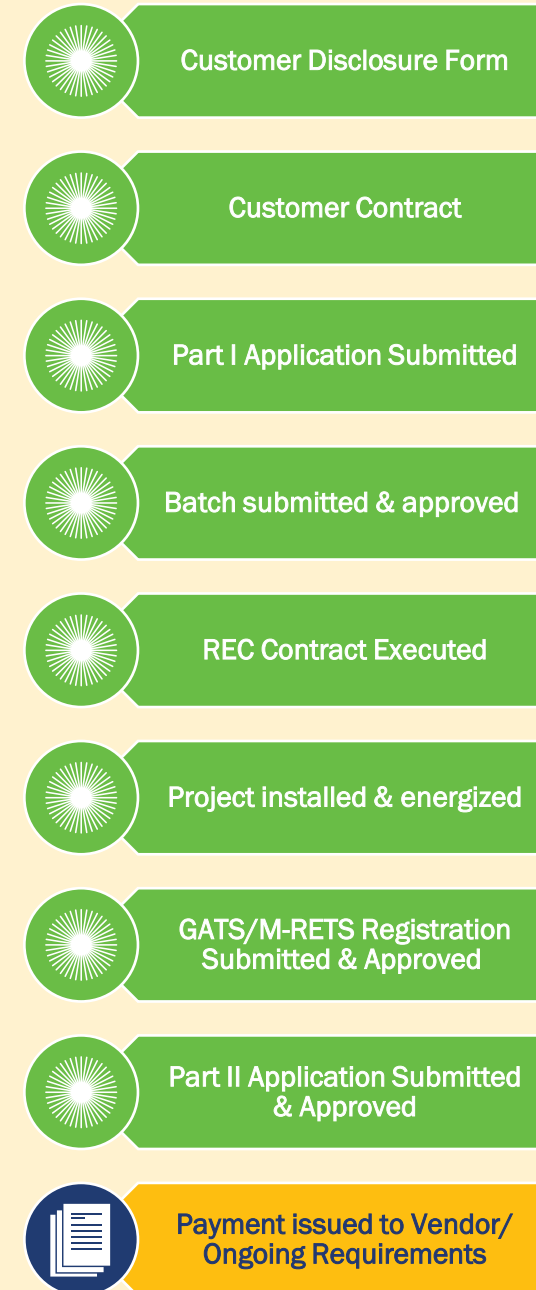 Customer Disclosure Form
Customer Contract
Part I Application Submitted
Batch submitted & approved
REC Contract Executed
Project installed & energized
GATS/M-RETS Registration
Submitted & Approved
Part II Application Submitted
& Approved
Payment issued to Vendor/
Ongoing Requirements